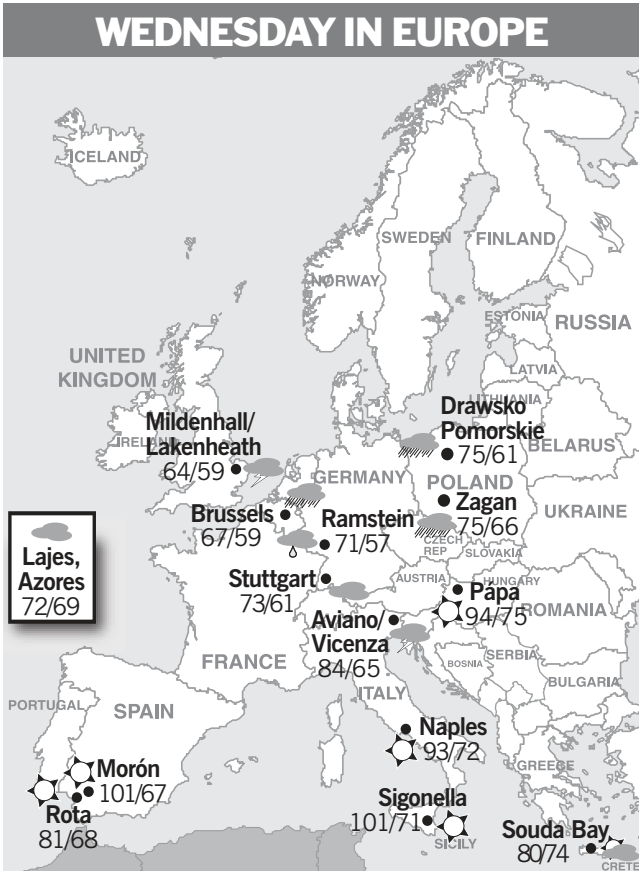 WEDNESDAY IN EUROPE
ICELAND
SWEDEN
FINLAND
NORWAY
ESTONIA
RUSSIA
UNITED
KINGDOM
LATVIA
LITHUANIA
Drawsko
Pomorskie
75/61
Mildenhall/
Lakenheath
64/59
IRELAND
BELARUS
GERMANY
POLAND
Zagan
75/66
UKRAINE
Brussels
67/59
Ramstein
71/57
CZECH
REP
SLOVAKIA
Lajes,
Azores
72/69
Stuttgart
73/61
AUSTRIA
HUNGARY
Pápa
94/75
ROMANIA
Aviano/
Vicenza
84/65
FRANCE
BOSNIA
SERBIA
BULGARIA
ITALY
PORTUGAL
SPAIN
Naples
93/72
GREECE
Morón
101/67
Rota
81/68
Sigonella
101/71
SICILY
Souda Bay
80/74
CRETE